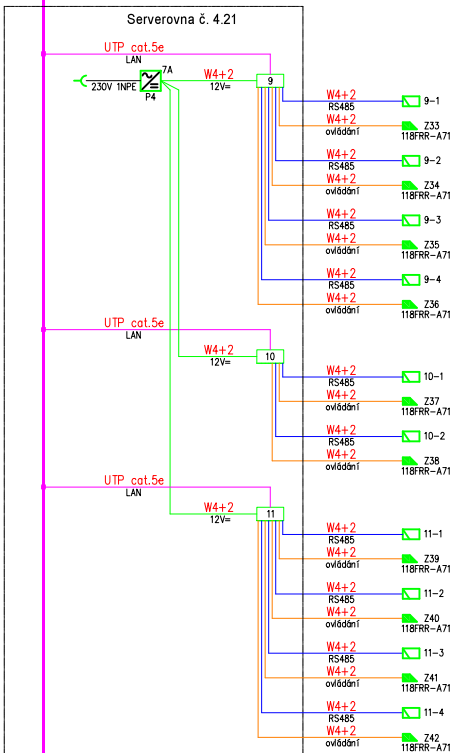 Serverovna č. 4.21
UTP cat.5e
LAN
7A
230V 1NPE
P4
W4+2
12V=
9
W4+2
RS485
9-1
W4+2
ovládání
Z33
118FRR-A71
W4+2
RS485
9-2
W4+2
ovládání
Z34
118FRR-A71
W4+2
RS485
9-3
W4+2
ovládání
Z35
118FRR-A71
W4+2
RS485
9-4
W4+2
ovládání
Z36
118FRR-A71
UTP cat.5e
LAN
W4+2
12V=
10
W4+2
RS485
10-1
W4+2
ovládání
Z37
118FRR-A71
W4+2
RS485
10-2
W4+2
ovládání
Z38
118FRR-A71
UTP cat.5e
LAN
W4+2
12V=
11
W4+2
RS485
11-1
W4+2
ovládání
Z39
118FRR-A71
W4+2
RS485
11-2
W4+2
ovládání
Z40
118FRR-A71
W4+2
RS485
11-3
W4+2
ovládání
Z41
118FRR-A71
W4+2
RS485
11-4
W4+2
ovládání
Z42
118FRR-A71